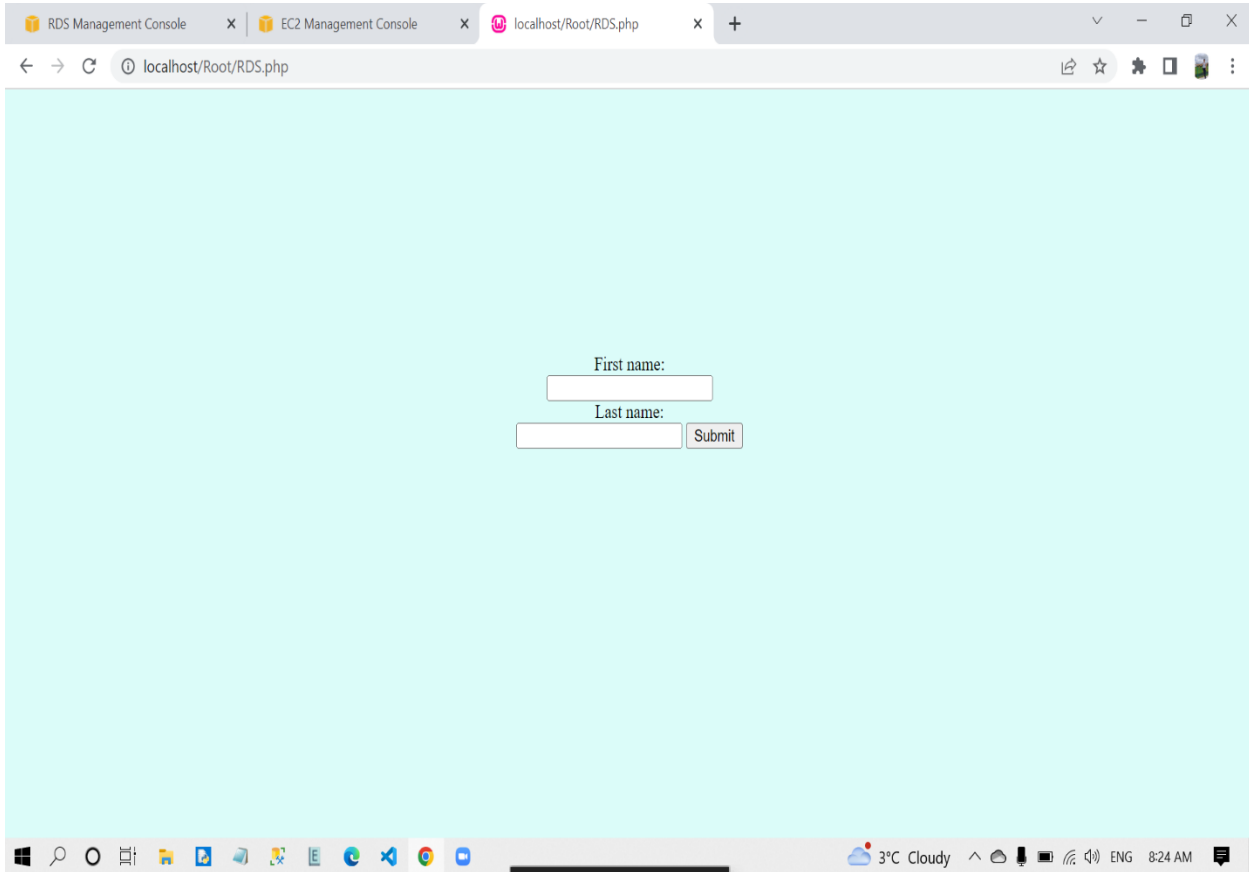 RDS Management Console EC2 Management Console localhost/Root/RDS.php
localhost/Root/RDS.php
First name:
Last name:
Submit
3°C Cloudy ENG 8:24 AM